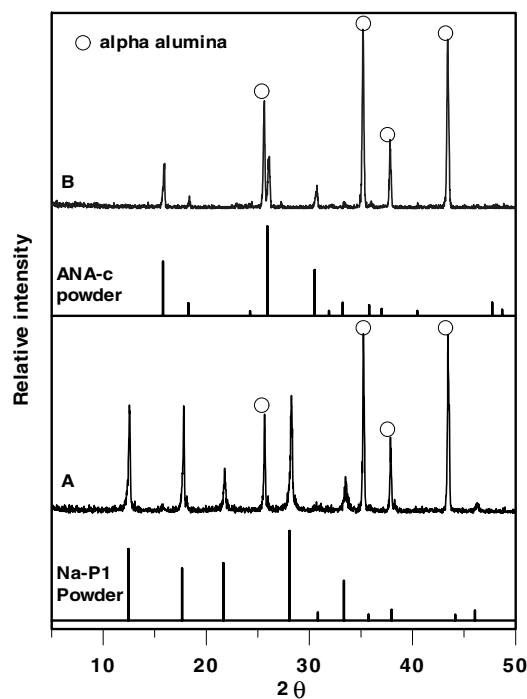 alpha alumina
B
ANA-c
powder
Relative intensity
A
Na-P1
Powder
10 20 30 40 50
2 θ